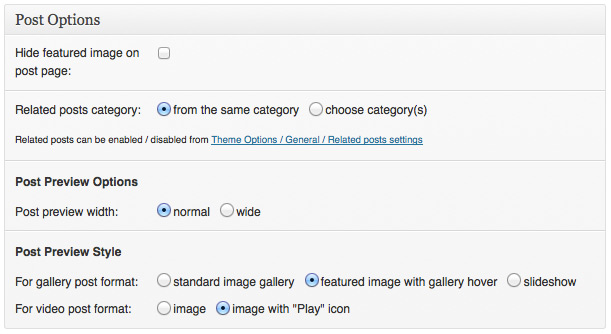 Post Options
Hide featured image on
post page:
Related posts category: from the same category choose category(s)
Related posts can be enabled / disabled from Theme Options / General / Related posts settings
Post Preview Options
Post preview width: normal wide
Post Preview Style
For gallery post format: standard image gallery featured image with gallery hover slideshow
For video post format: image image with "Play" icon